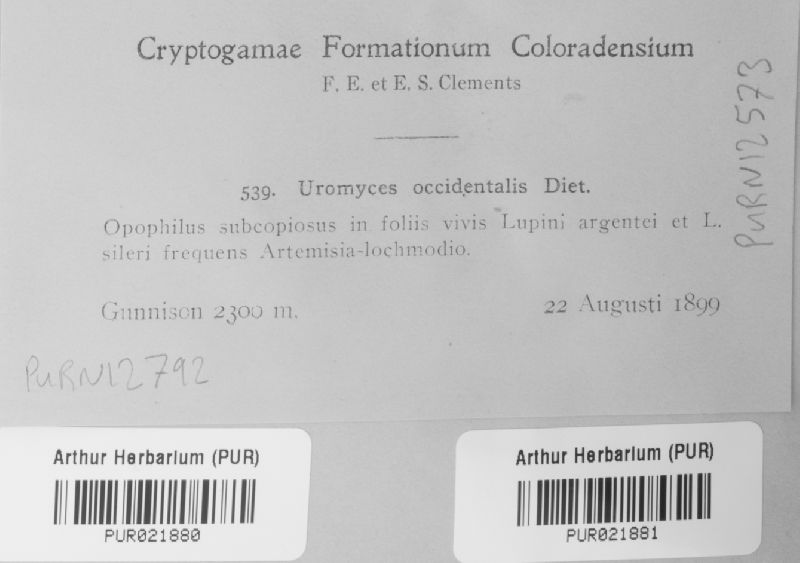 Cryptogamae Formationum Coloradensium
F. E. et E. S. Clements
539. Uromyces occidentalis Diet.
Opophilus subcopiosus in foliis vivis Lupini argentei et L.
sileri frequens Artemisia-lochmodio.
Gunnison 2300 m. 22 Augusti 1899
PURN12573
PURN12792
Arthur Herbarium (PUR)
PUR021880
Arthur Herbarium (PUR)
PUR021881